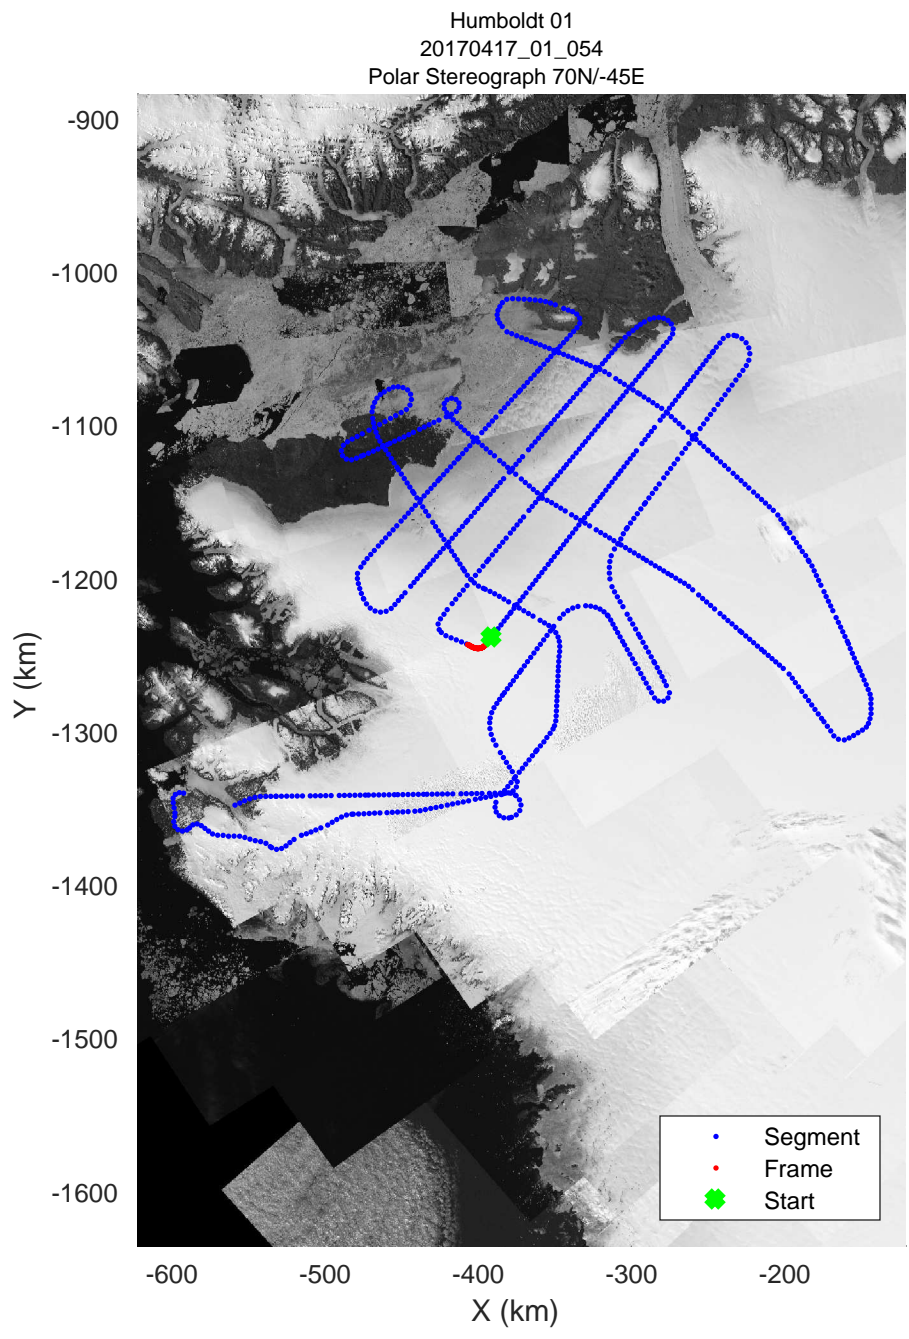 Humboldt 01
20170417_01_054
Polar Stereograph 70N/-45E
-900
-1000
-1100
-1200
-1300
-1400
-1500
-1600
Y (km)
Segment
Frame
Start
-600 -500 -400 -300 -200
X (km)